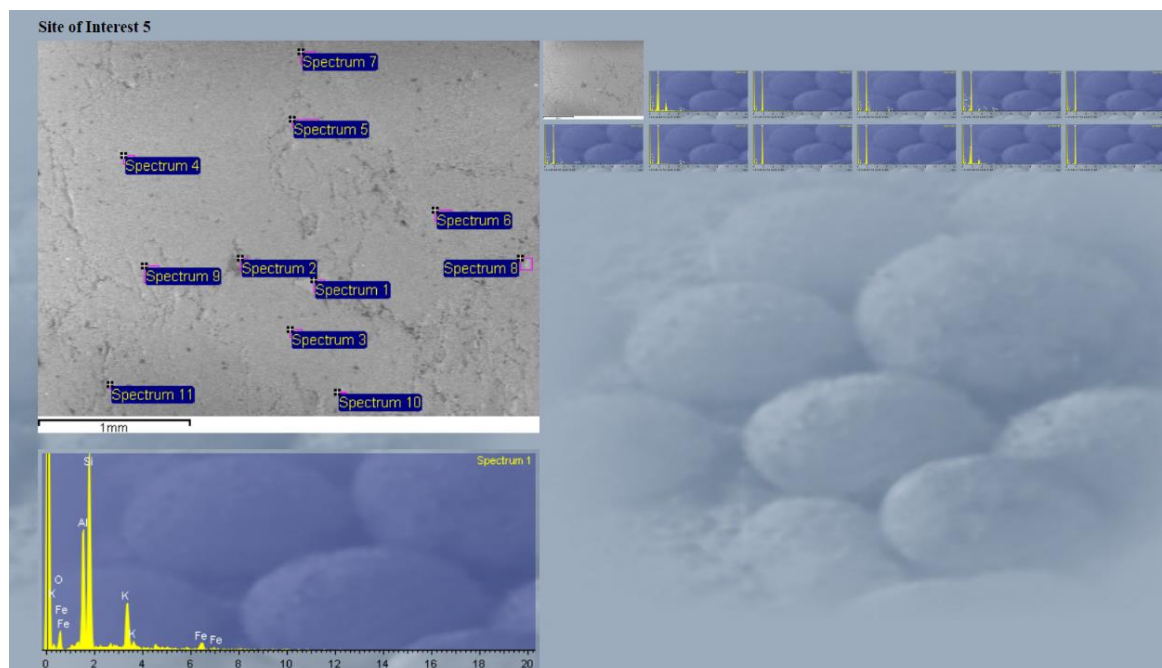 Site of Interest 5
Spectrum 7
Spectrum 5
Spectrum 4
Spectrum 6
Spectrum 2
Spectrum 8
Spectrum 9
Spectrum 1
Spectrum 3
Spectrum 11
Spectrum 10
1mm
Spectrum 1
Si
Al
O
K
K
Fe
Fe
K
Fe
Fe
0 2 4 6 8 10 12 14 16 18 20